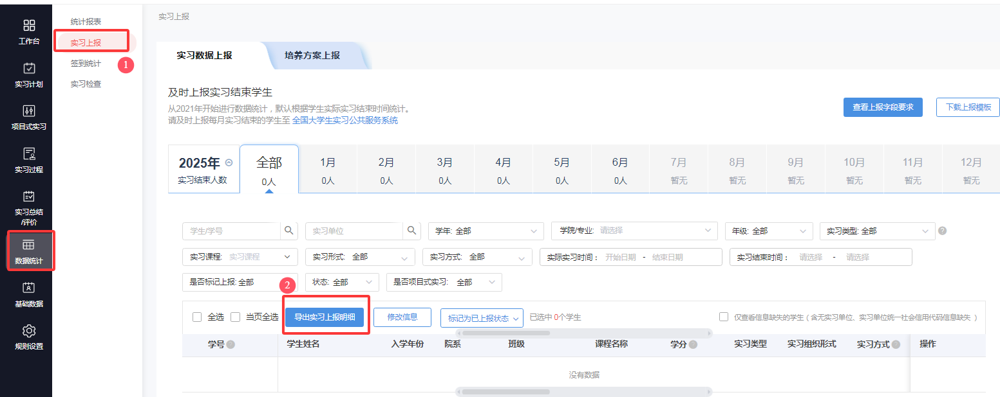 工作台
实习计划
项目式实习
实习过程
实习总结
/评价
数据统计
基础数据
规则设置
统计报表
实习上报
签到统计
1
实习检查
实习上报
实习数据上报
培养方案上报
及时上报实习结束学生
从2021年开始进行数据统计，默认根据学生实际实习结束时间统计。
请及时上报每月实习结束的学生至 全国大学生实习公共服务系统
查看上报字段要求
下载上报模板
2025年 全部 1月 2月 3月 4月 5月 6月 7月 8月 9月 10月 11月 12月
实习结束人数 0人 0人 0人 0人 0人 0人 0人 暂无 暂无 暂无 暂无 暂无 暂无
学生/学号 实习单位 学年: 全部 学院/专业: 请选择 年级: 全部 实习类型: 全部 ?
实习课程: 实习课程 实习形式: 全部 实习方式: 全部 实际实习时间： 开始日期 - 结束日期 实习结束时间： 请选择 - 请选择
是否标记上报: 全部 状态: 全部 是否项目式实习: 全部
2
全选 当页全选 导出实习上报明细 修改信息 标记为已上报状态 已选中 0个学生 仅查看信息缺失的学生（含无实习单位、实习单位统一社会信用代码信息缺失 ）
学号 ? 学生姓名 入学年份 院系 班级 课程名称 学分 ? 实习类型 实习组织形式 实习方式 ? 操作
没有数据